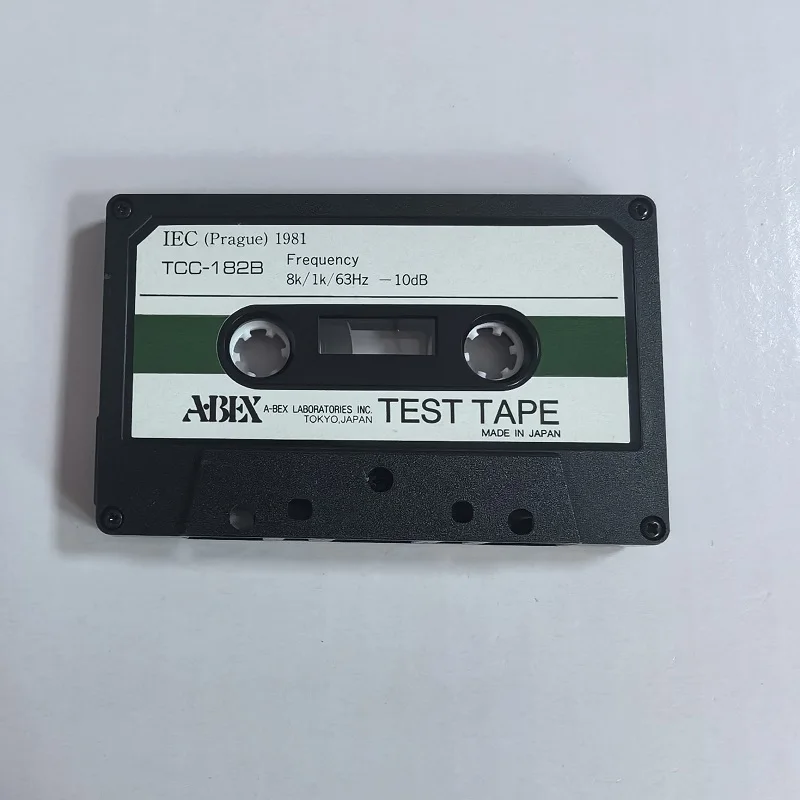 IEC (Prague) 1981
TCC-182B
Frequency
8k/1k/63Hz －10dB
A·BEX
A-BEX LABORATORIES INC.
TOKYO,JAPAN
TEST TAPE
MADE IN JAPAN